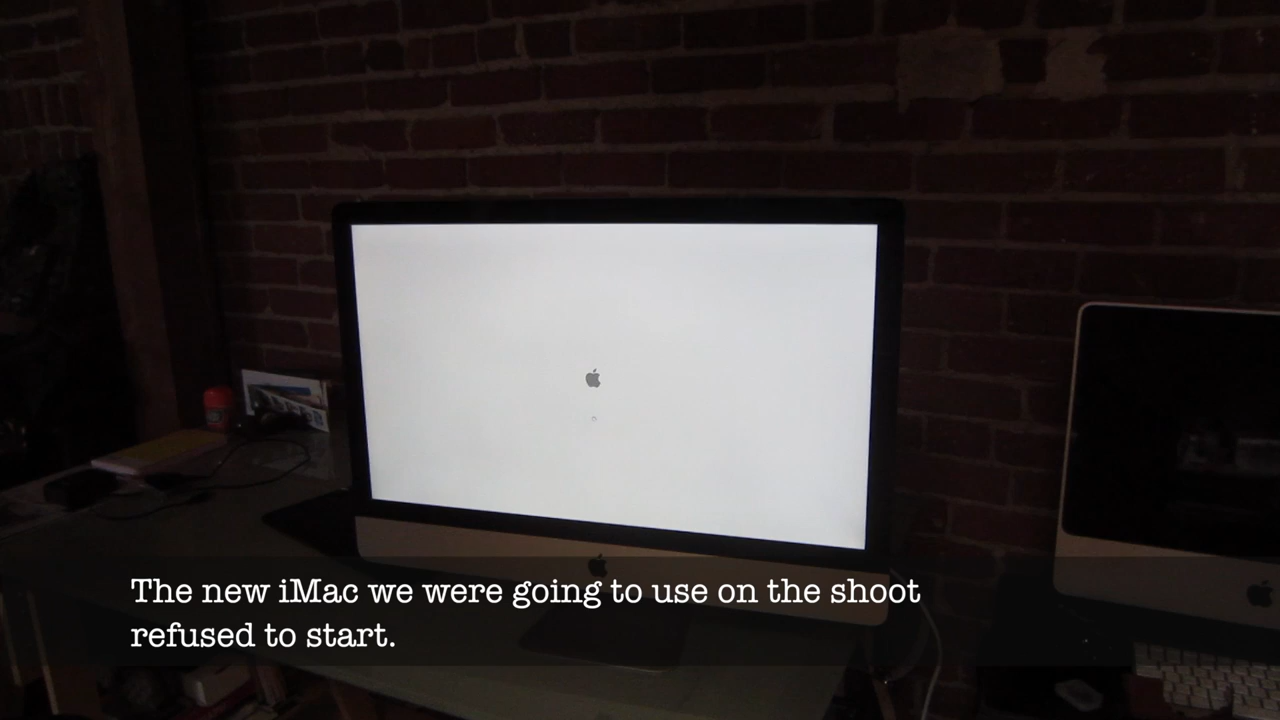 The new iMac we were going to use on the shoot
refused to start.